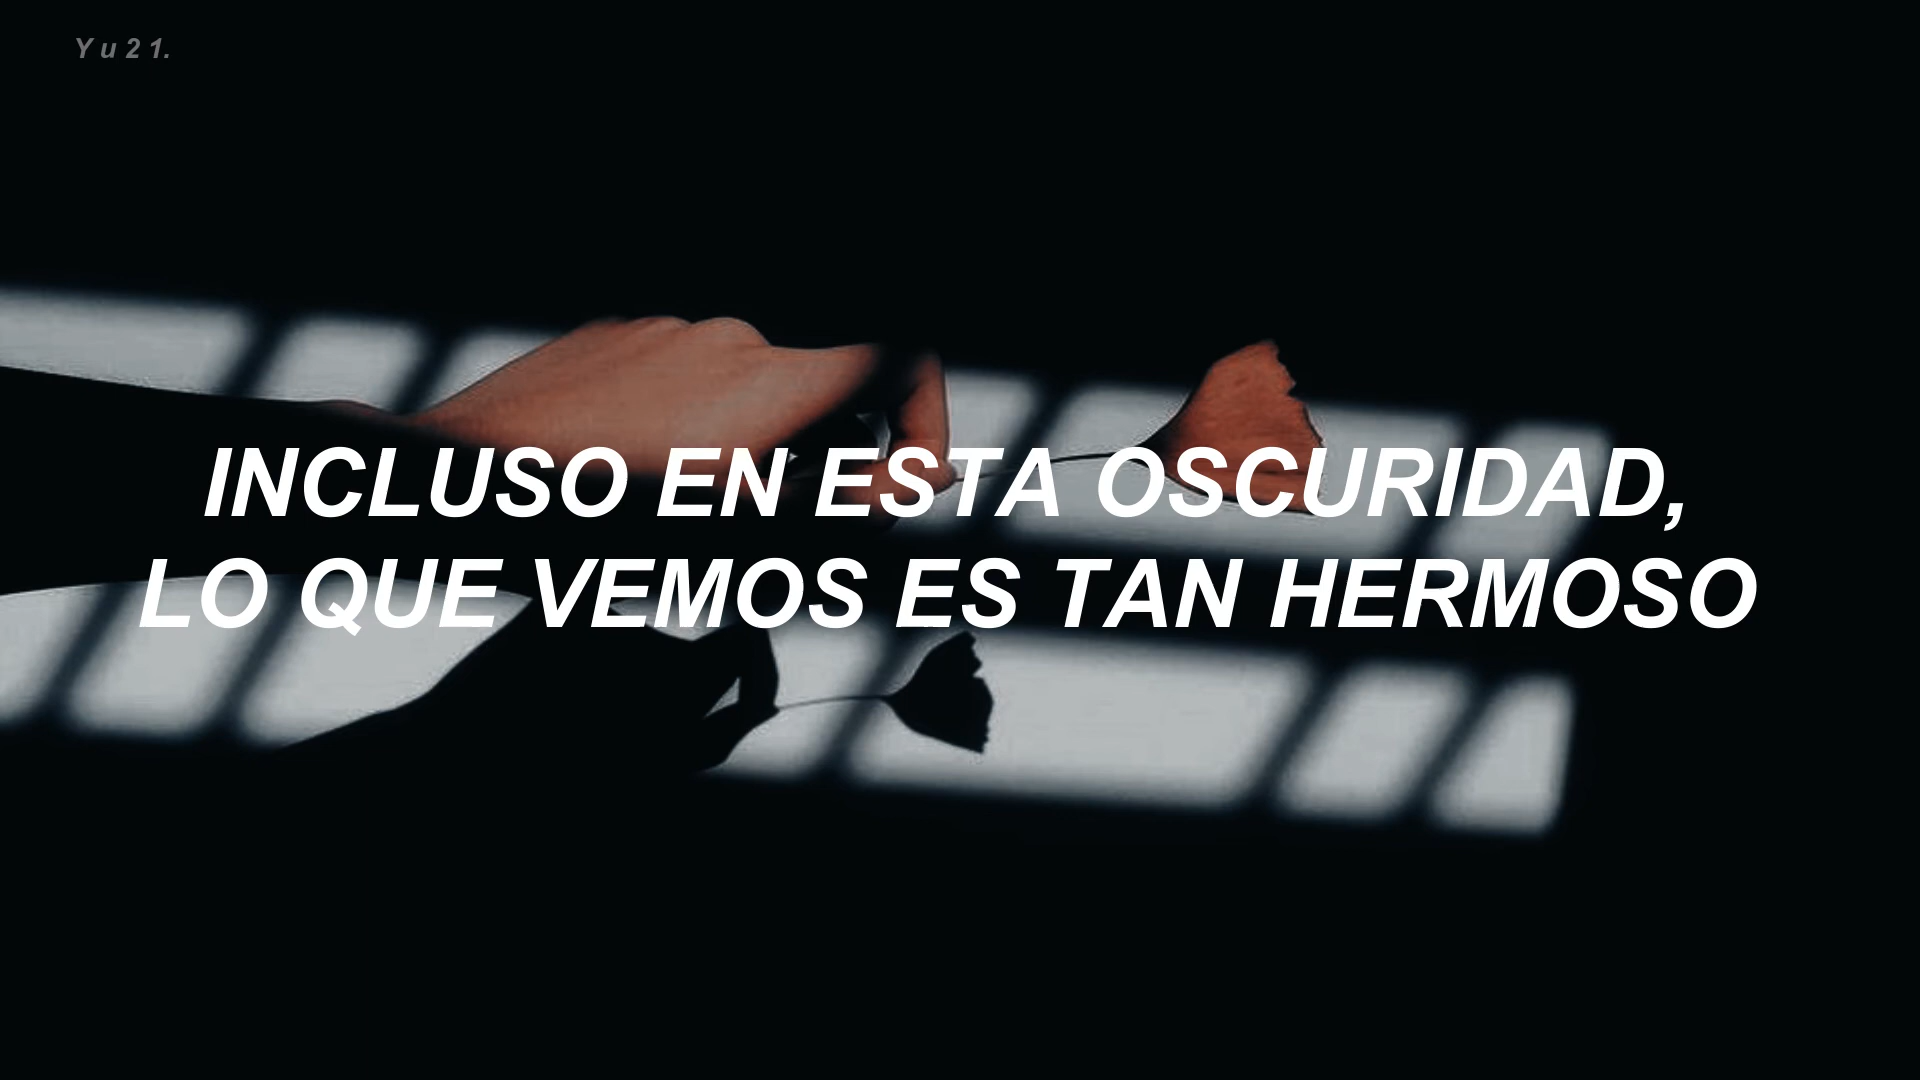 Yu21.
INCLUSO EN ESTA OSCURIDAD,
LO QUE VEMOS ES TAN HERMOSO